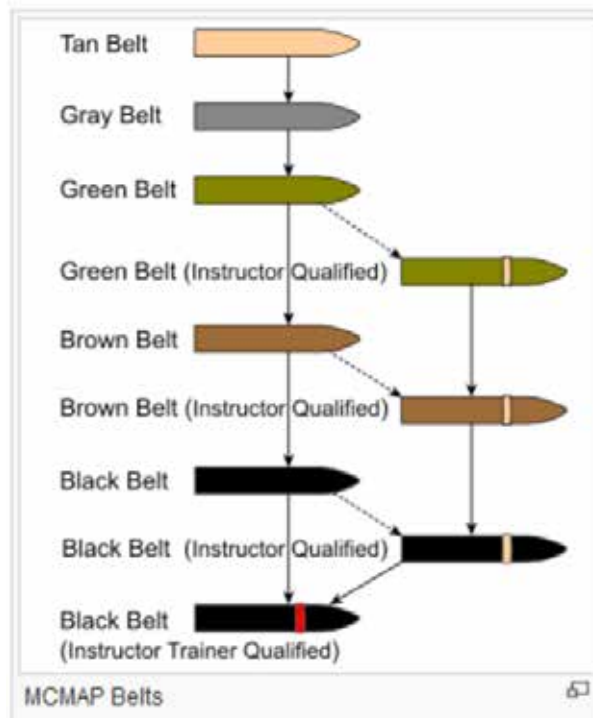 Tan Belt
Gray Belt
Green Belt
Green Belt (Instructor Qualified)
Brown Belt
Brown Belt (Instructor Qualified)
Black Belt
Black Belt (Instructor Qualified)
Black Belt
(Instructor Trainer Qualified)
MCMAP Belts